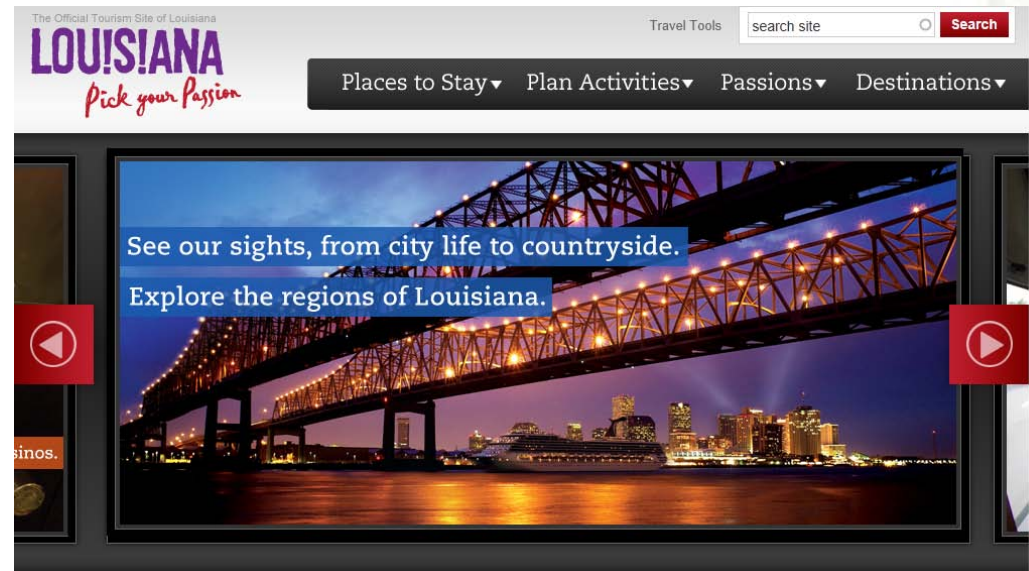 The Official Tourism Site of Louisiana
LOU!S!ANA
Pick your Passion
Travel Tools
search site
Search
Places to Stay
Plan Activities
Passions
Destinations
See our sights, from city life to countryside.
Explore the regions of Louisiana.
sinos.